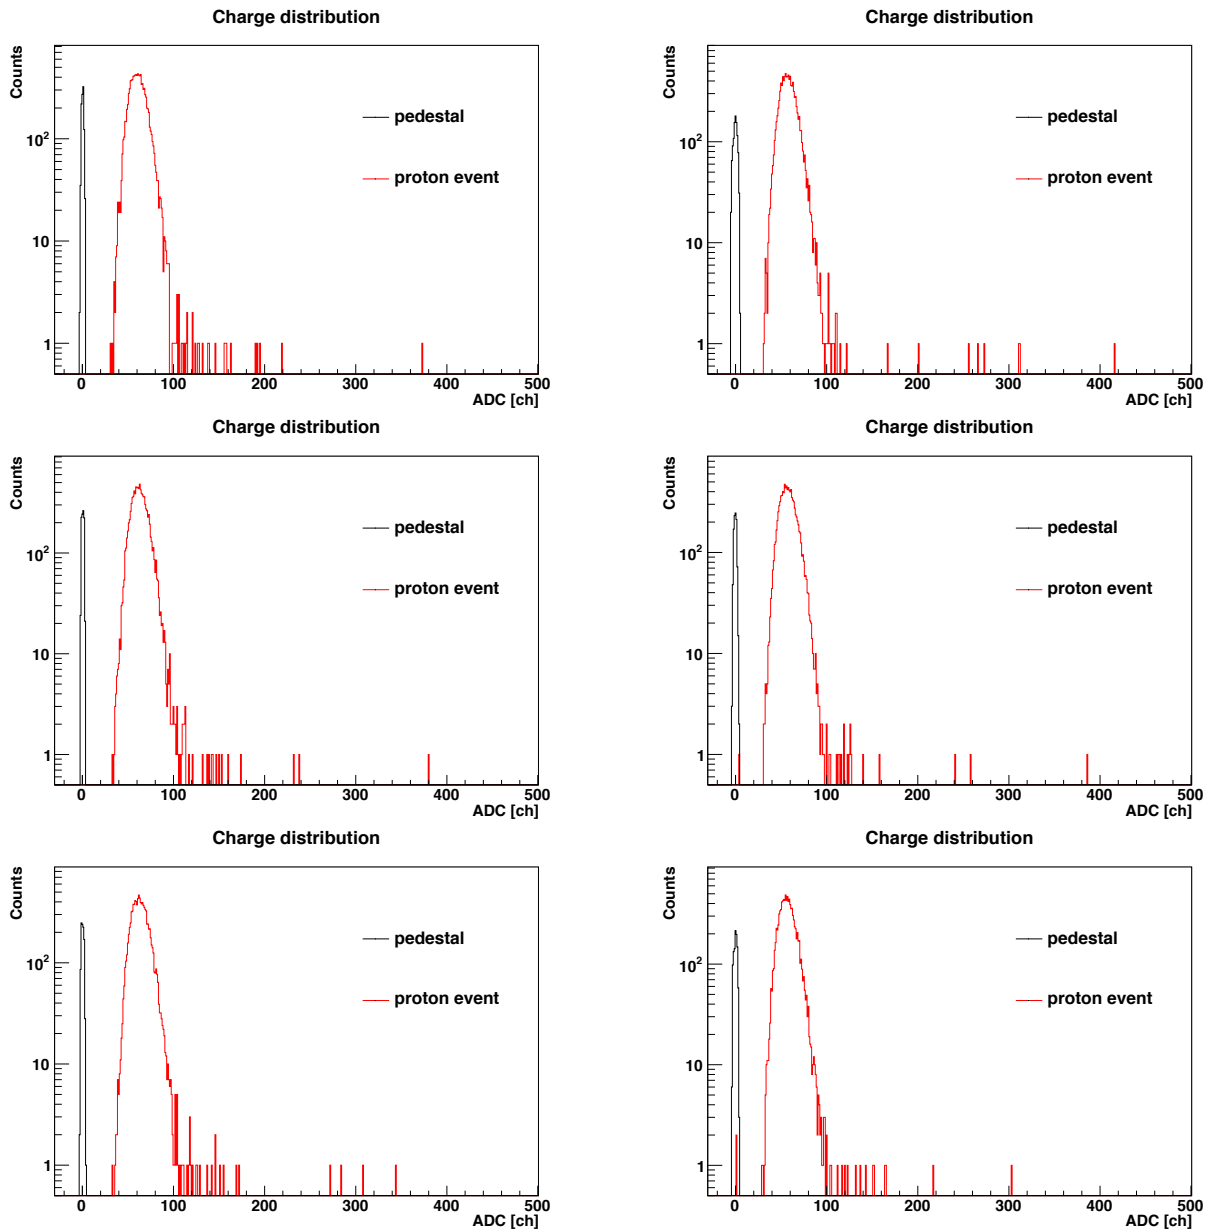 Charge distribution
Counts
10²
10
1
pedestal
proton event
0 100 200 300 400 500
ADC [ch]
Charge distribution
Counts
10²
10
1
pedestal
proton event
0 100 200 300 400 500
ADC [ch]
Charge distribution
Counts
10²
10
1
pedestal
proton event
0 100 200 300 400 500
ADC [ch]
Charge distribution
Counts
10²
10
1
pedestal
proton event
0 100 200 300 400 500
ADC [ch]
Charge distribution
Counts
10²
10
1
pedestal
proton event
0 100 200 300 400 500
ADC [ch]
Charge distribution
Counts
10²
10
1
pedestal
proton event
0 100 200 300 400 500
ADC [ch]